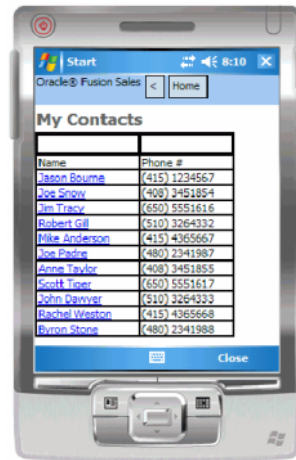 Start 8:10
Oracle® Fusion Sales < Home
My Contacts
Name Phone #
Jason Bourne (415) 1234567
Joe Snow (408) 3451854
Jim Tracy (650) 5551616
Robert Gill (510) 3264332
Mike Anderson (415) 4365667
Joe Padre (480) 2341987
Anne Taylor (408) 3451855
Scott Tiger (650) 5551617
John Dawyer (510) 3264333
Rachel Weston (415) 4365668
Byron Stone (480) 2341988
Close